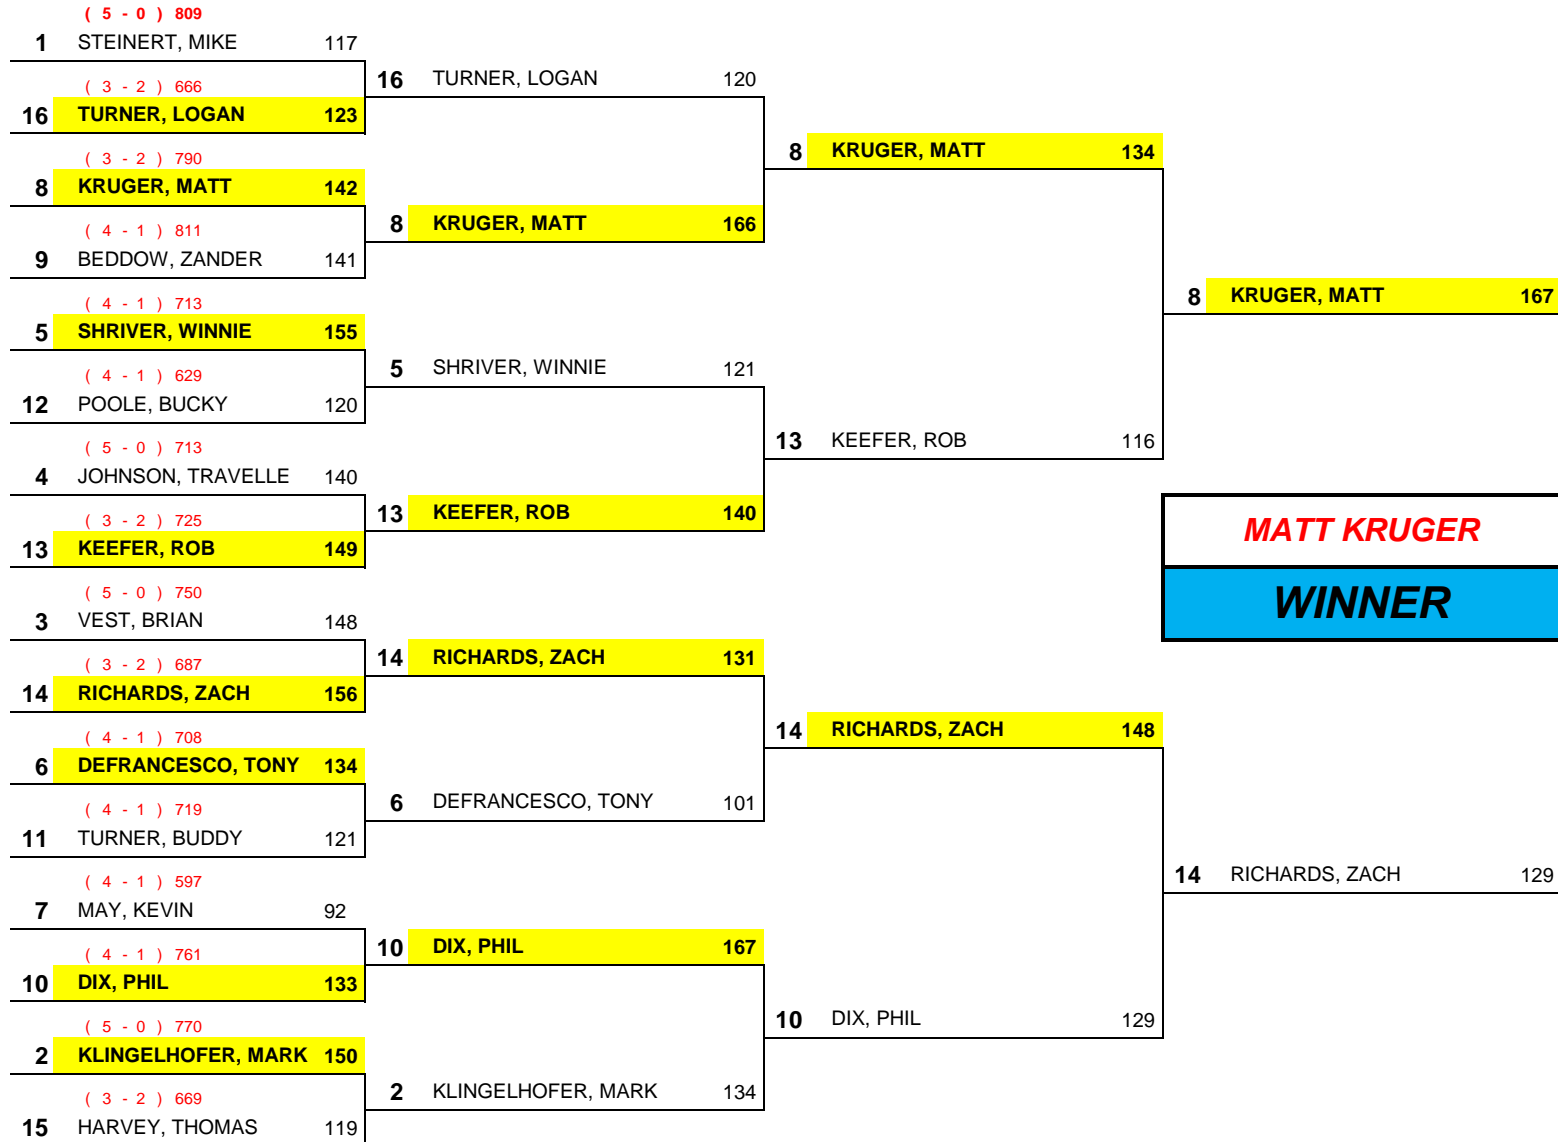 ( 5 - 0 ) 809
1 STEINERT, MIKE 117
( 3 - 2 ) 666
16 TURNER, LOGAN 123
( 3 - 2 ) 790
8 KRUGER, MATT 142
( 4 - 1 ) 811
9 BEDDOW, ZANDER 141
( 4 - 1 ) 713
5 SHRIVER, WINNIE 155
( 4 - 1 ) 629
12 POOLE, BUCKY 120
( 5 - 0 ) 713
4 JOHNSON, TRAVELLE 140
( 3 - 2 ) 725
13 KEEFER, ROB 149
( 5 - 0 ) 750
3 VEST, BRIAN 148
( 3 - 2 ) 687
14 RICHARDS, ZACH 156
( 4 - 1 ) 708
6 DEFRANCESCO, TONY 134
( 4 - 1 ) 719
11 TURNER, BUDDY 121
( 4 - 1 ) 597
7 MAY, KEVIN 92
( 4 - 1 ) 761
10 DIX, PHIL 133
( 5 - 0 ) 770
2 KLINGELHOFER, MARK 150
( 3 - 2 ) 669
15 HARVEY, THOMAS 119
16 TURNER, LOGAN 120
8 KRUGER, MATT 166
5 SHRIVER, WINNIE 121
13 KEEFER, ROB 140
14 RICHARDS, ZACH 131
6 DEFRANCESCO, TONY 101
10 DIX, PHIL 167
2 KLINGELHOFER, MARK 134
8 KRUGER, MATT 134
13 KEEFER, ROB 116
14 RICHARDS, ZACH 148
10 DIX, PHIL 129
8 KRUGER, MATT 167
14 RICHARDS, ZACH 129
MATT KRUGER
WINNER